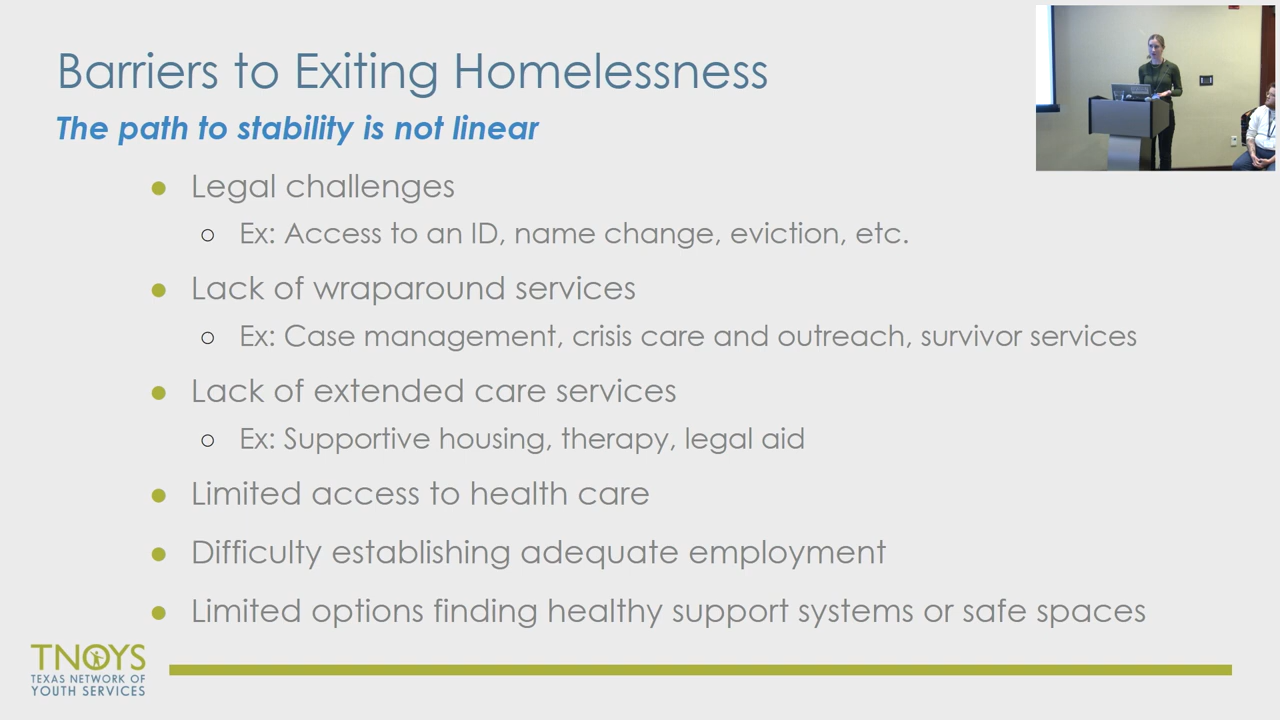 Barriers to Exiting Homelessness
The path to stability is not linear
● Legal challenges
○ Ex: Access to an ID, name change, eviction, etc.
● Lack of wraparound services
○ Ex: Case management, crisis care and outreach, survivor services
● Lack of extended care services
○ Ex: Supportive housing, therapy, legal aid
● Limited access to health care
● Difficulty establishing adequate employment
● Limited options finding healthy support systems or safe spaces
TNOYS
TEXAS NETWORK OF
YOUTH SERVICES